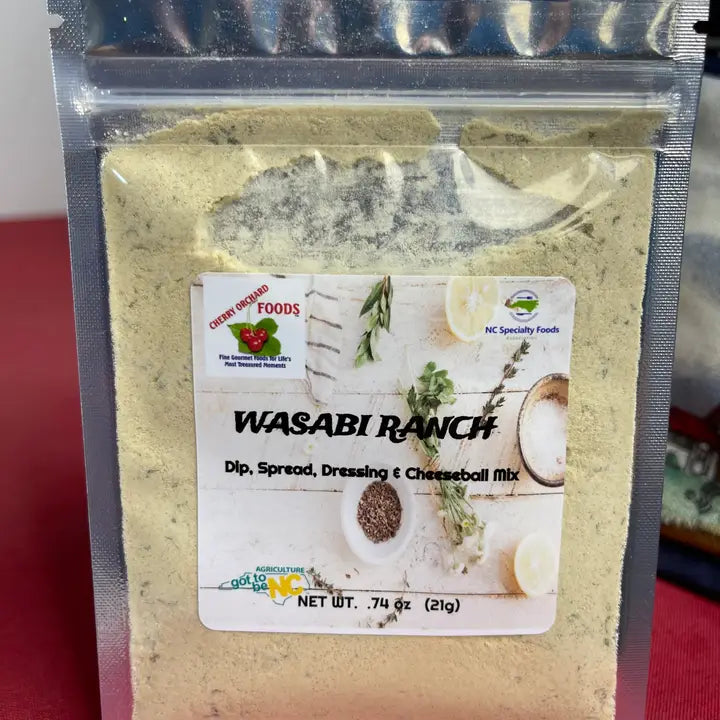 CHERRY ORCHARD
FOODS
Fine Gourmet Foods for Life's
Most Treasured Moments
NC Specialty Foods
ASSOCIATION
WASABI RANCH
Dip, Spread, Dressing & Cheeseball Mix
AGRICULTURE
got to
be NC
NET WT. .74 oz (21g)